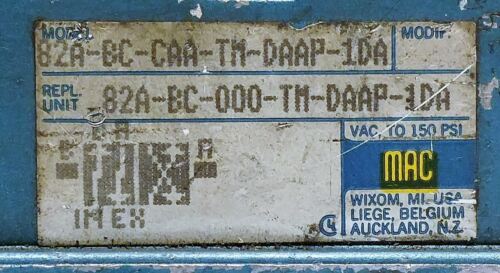 MODEL
82A-BC-CAA-TM-DAAP-1DA
MODIF
REPL. UNIT
82A-BC-000-TM-DAAP-1DA
VAC. TO 150 PSI
MAC
WIXOM, MI. USA
LIEGE, BELGIUM
AUCKLAND, N.Z.